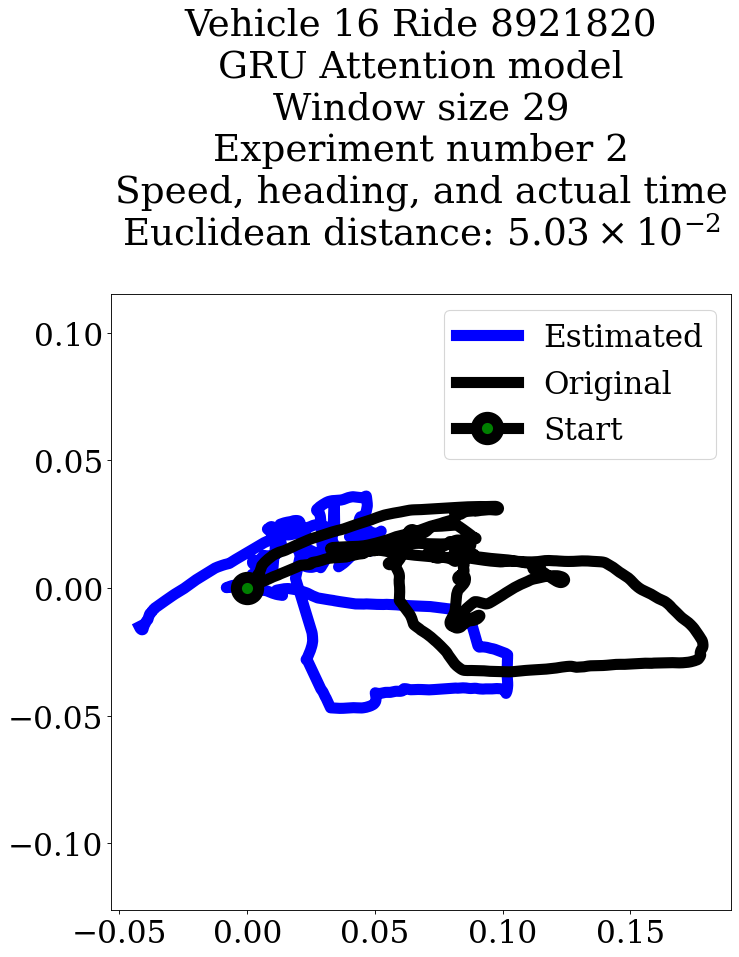 Vehicle 16 Ride 8921820
GRU Attention model
Window size 29
Experiment number 2
Speed, heading, and actual time
Euclidean distance: 5.03 × 10⁻²
Estimated
Original
Start
0.10
0.05
0.00
−0.05
−0.10
−0.05
0.00
0.05
0.10
0.15